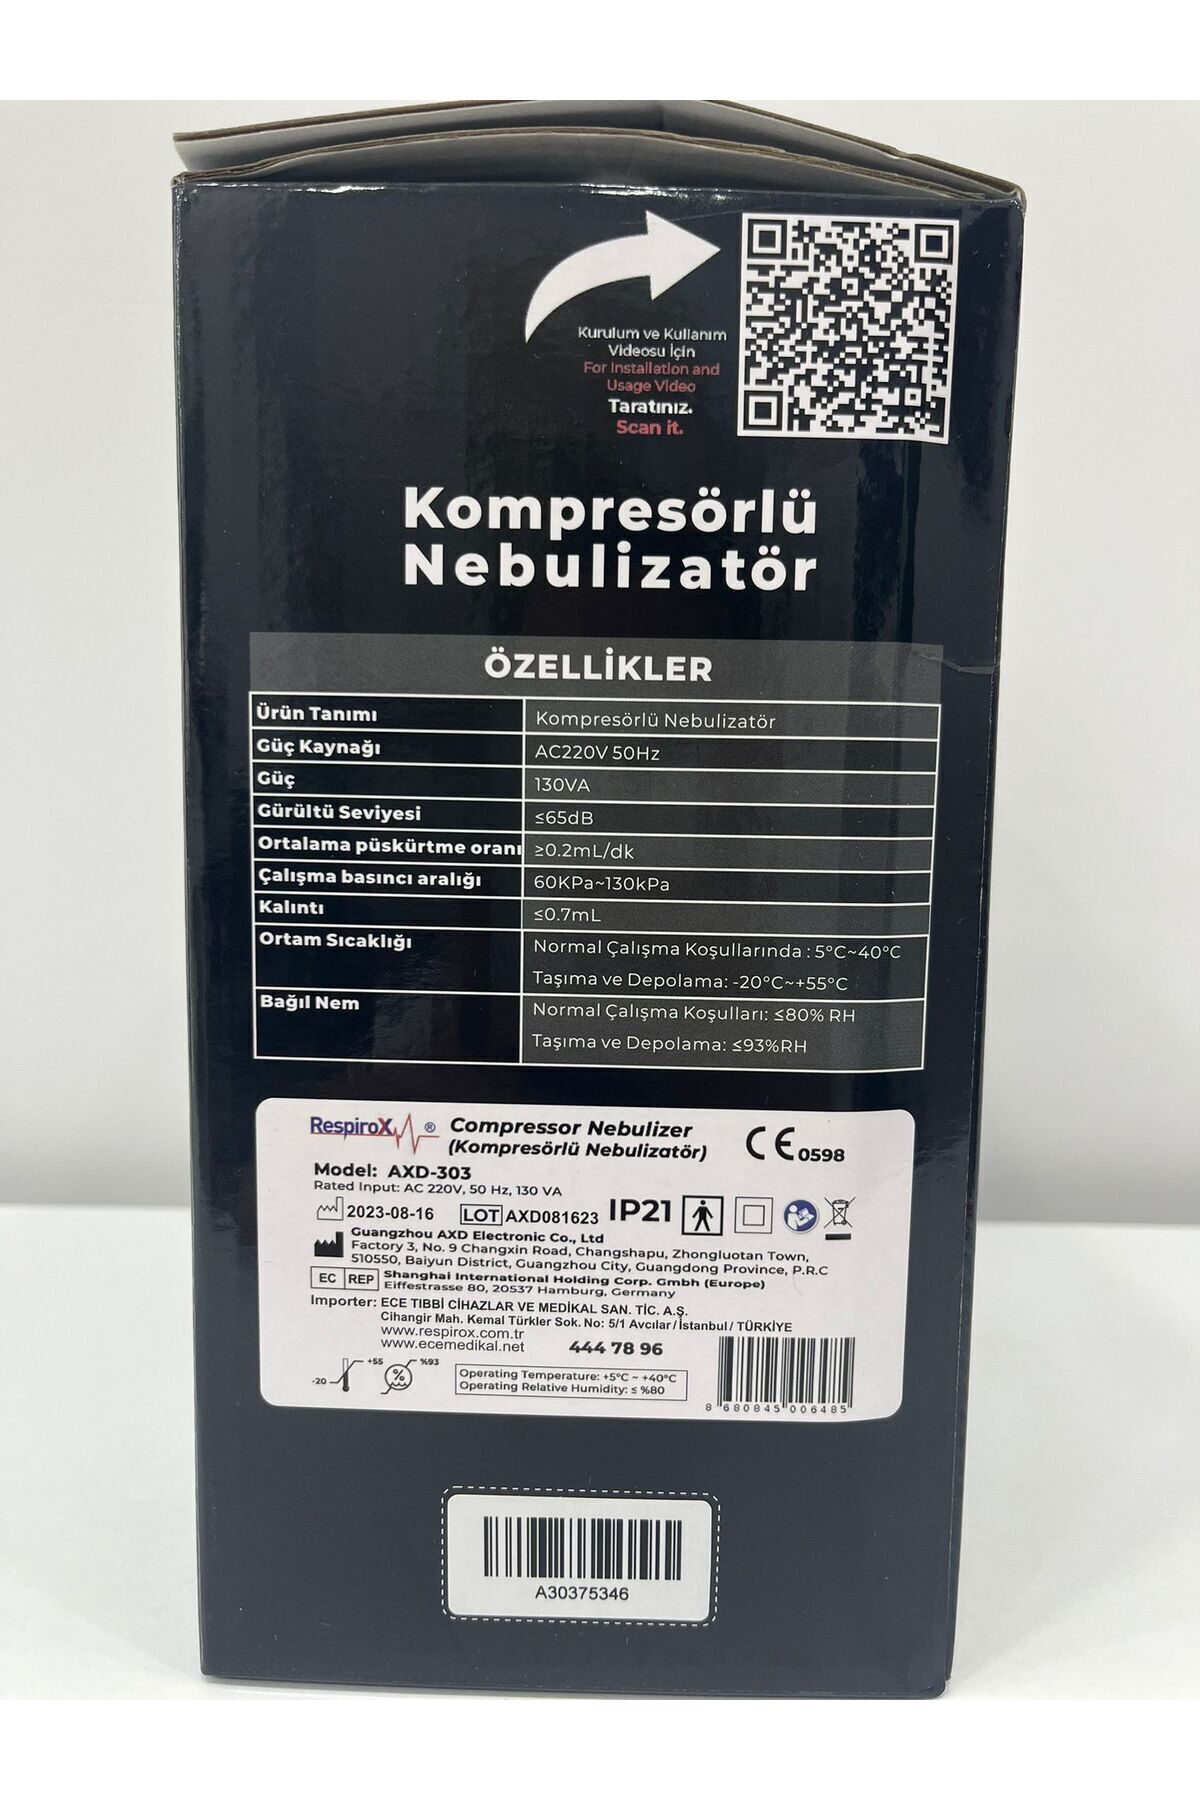 Kurulum ve Kullanım
Videosu İçin
For Installation and
Usage Video
Taratınız.
Scan it.
Kompresörlü
Nebulizatör
ÖZELLİKLER
Ürün Tanımı Kompresörlü Nebulizatör
Güç Kaynağı AC220V 50Hz
Güç 130VA
Gürültü Seviyesi ≤65dB
Ortalama püskürtme oranı ≥0.2mL/dk
Çalışma basıncı aralığı 60KPa~130kPa
Kalıntı ≤0.7mL
Ortam Sıcaklığı Normal Çalışma Koşullarında : 5°C~40°C
Taşıma ve Depolama: -20°C~+55°C
Bağıl Nem Normal Çalışma Koşulları: ≤80% RH
Taşıma ve Depolama: ≤93%RH
RespiroX ® Compressor Nebulizer
(Kompresörlü Nebulizatör)
CE 0598
Model: AXD-303
Rated Input: AC 220V, 50 Hz, 130 VA
2023-08-16 LOT AXD081623 IP21
Guangzhou AXD Electronic Co., Ltd
Factory 3, No. 9 Changxin Road, Changshapu, Zhongluotan Town,
510550, Baiyun District, Guangzhou City, Guangdong Province, P.R.C
EC REP Shanghai International Holding Corp. Gmbh (Europe)
Eiffestrasse 80, 20537 Hamburg, Germany
Importer: ECE TIBBİ CİHAZLAR VE MEDİKAL SAN. TİC. A.Ş.
Cihangir Mah. Kemal Türkler Sok. No: 5/1 Avcılar / İstanbul / TÜRKİYE
www.respirox.com.tr
www.ecemedikal.net 444 78 96
-20 +55 % %93
Operating Temperature: +5°C ~ +40°C
Operating Relative Humidity: ≤ %80
8 680845 006485
A30375346